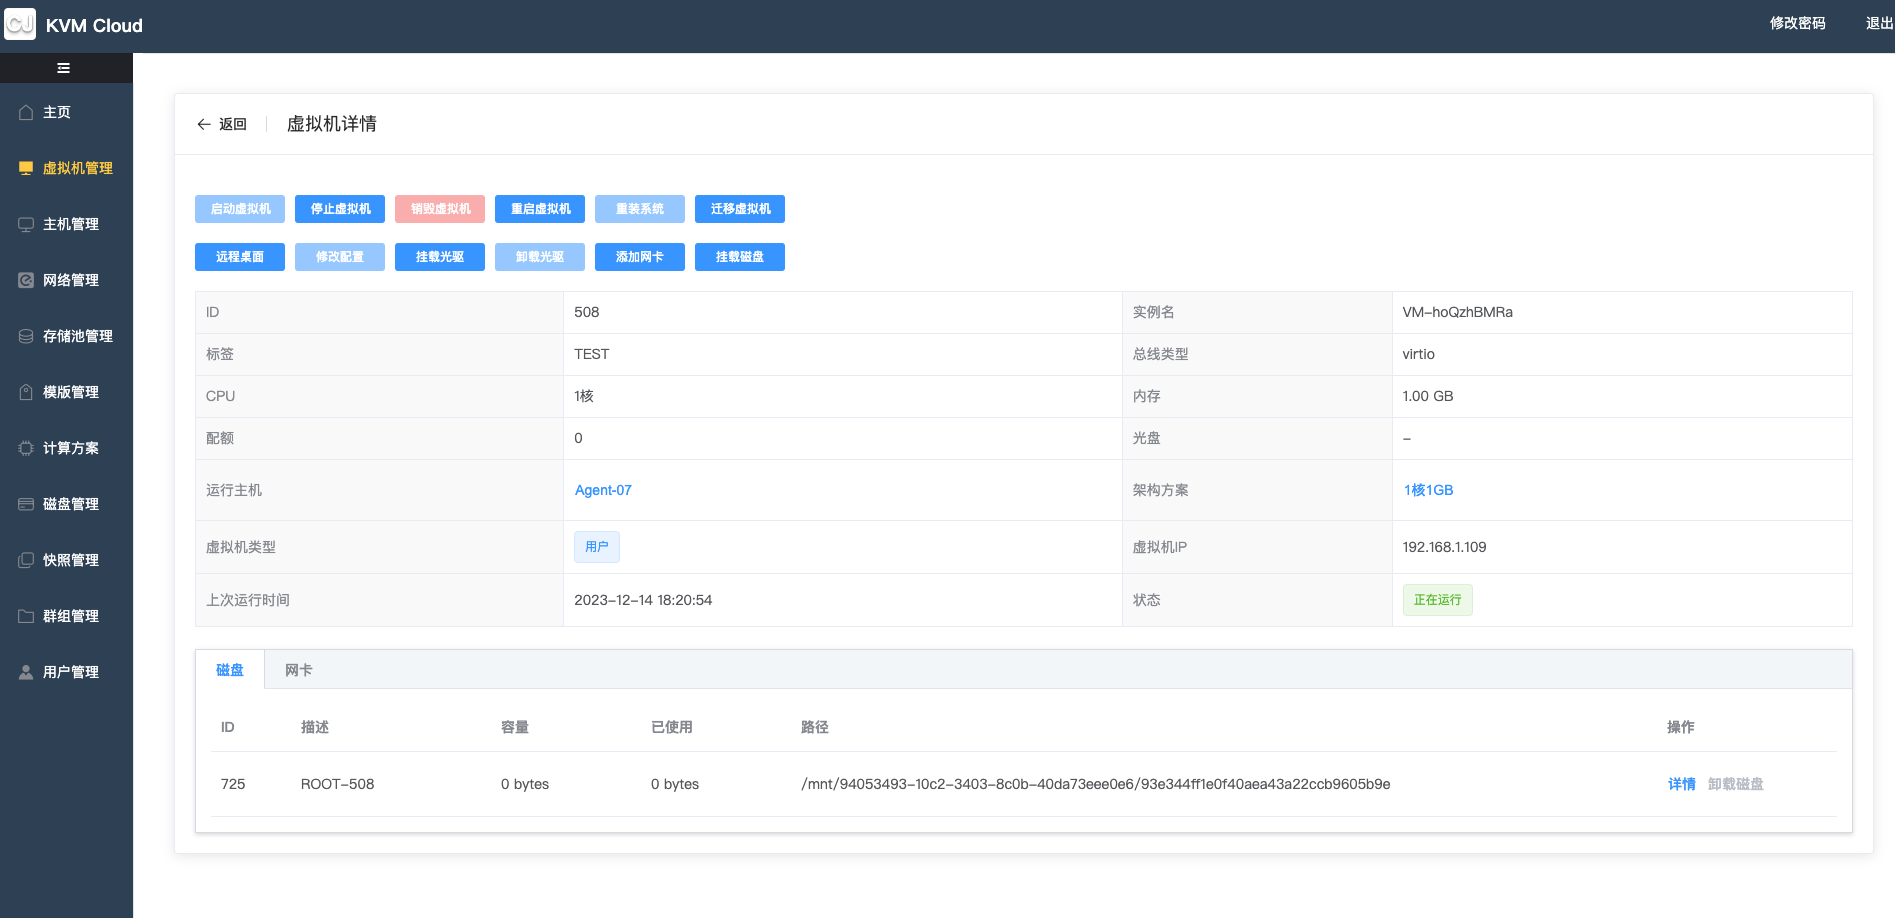 CJ KVM Cloud 修改密码 退出
主页
虚拟机管理
主机管理
网络管理
存储池管理
模版管理
计算方案
磁盘管理
快照管理
群组管理
用户管理
返回 虚拟机详情
启动虚拟机 停止虚拟机 销毁虚拟机 重启虚拟机 重装系统 迁移虚拟机
远程桌面 修改配置 挂载光驱 卸载光驱 添加网卡 挂载磁盘
ID 508 实例名 VM-hoQzhBMRa
标签 TEST 总线类型 virtio
CPU 1核 内存 1.00 GB
配额 0 光盘 -
运行主机 Agent-07 架构方案 1核1GB
虚拟机类型 用户 虚拟机IP 192.168.1.109
上次运行时间 2023-12-14 18:20:54 状态 正在运行
磁盘 网卡
ID 描述 容量 已使用 路径 操作
725 ROOT-508 0 bytes 0 bytes /mnt/94053493-10c2-3403-8c0b-40da73eee0e6/93e344ff1e0f40aea43a22ccb9605b9e 详情 卸载磁盘